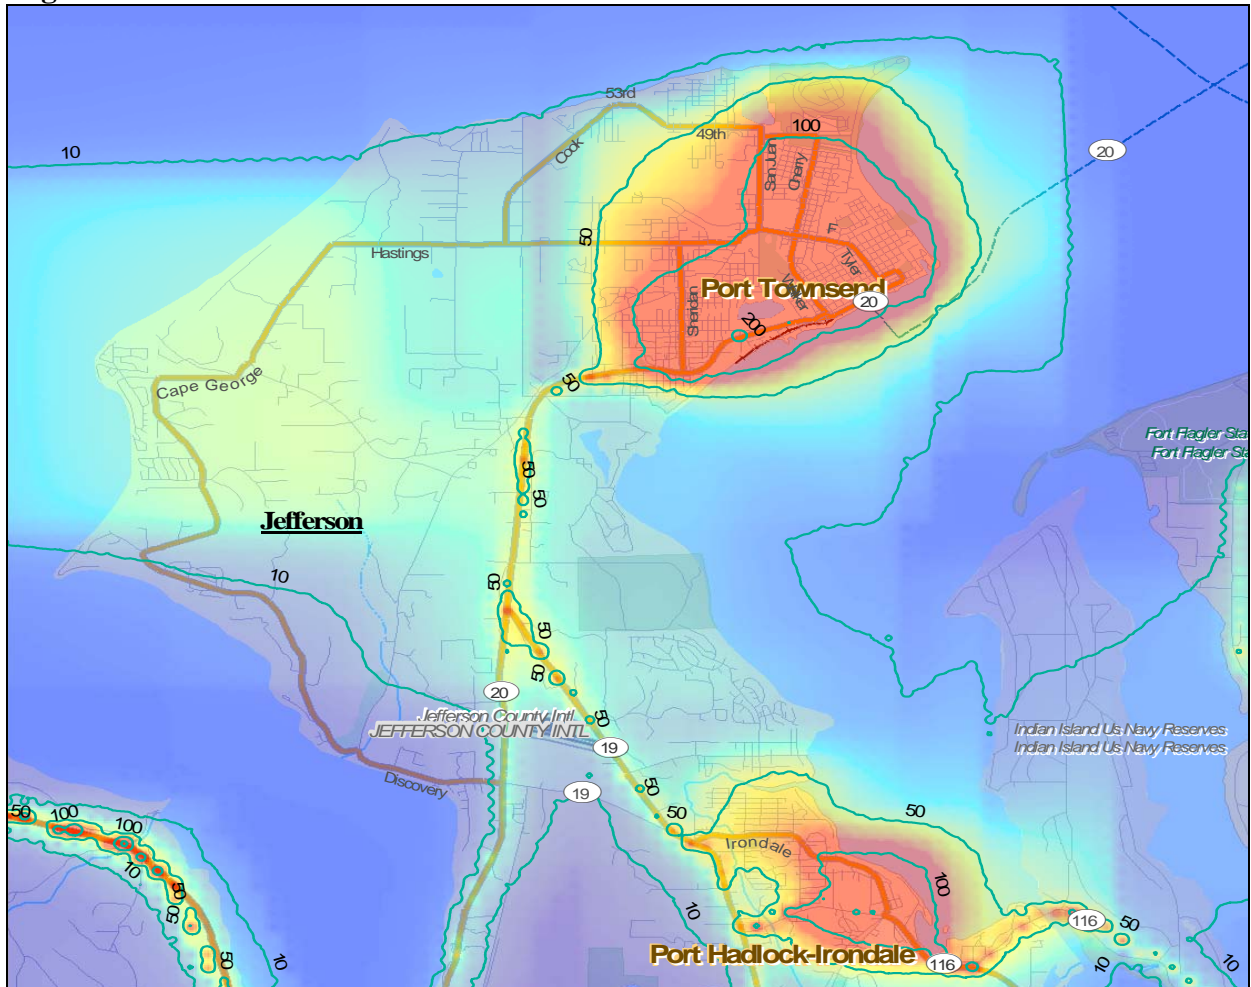 53rd
49th
100
10
Cook
San Juan
Cherry
20
50
Hastings
F
Tyler
Port Townsend
Walker
Sheridan
20
200
50
Cape George
Fort Flagler Sta
Fort Flagler Sta
50
50
Jefferson
10
50
50
50
20
Jefferson County Intl
JEFFERSON COUNTY INTL
50
19
Indian Island Us Navy Reserves
Indian Island Us Navy Reserves
Discovery
19
50
50
50
100
100
50
Irondale
10
50
100
50
10
116
50
Port Hadlock-Irondale
116
50
10
10
10